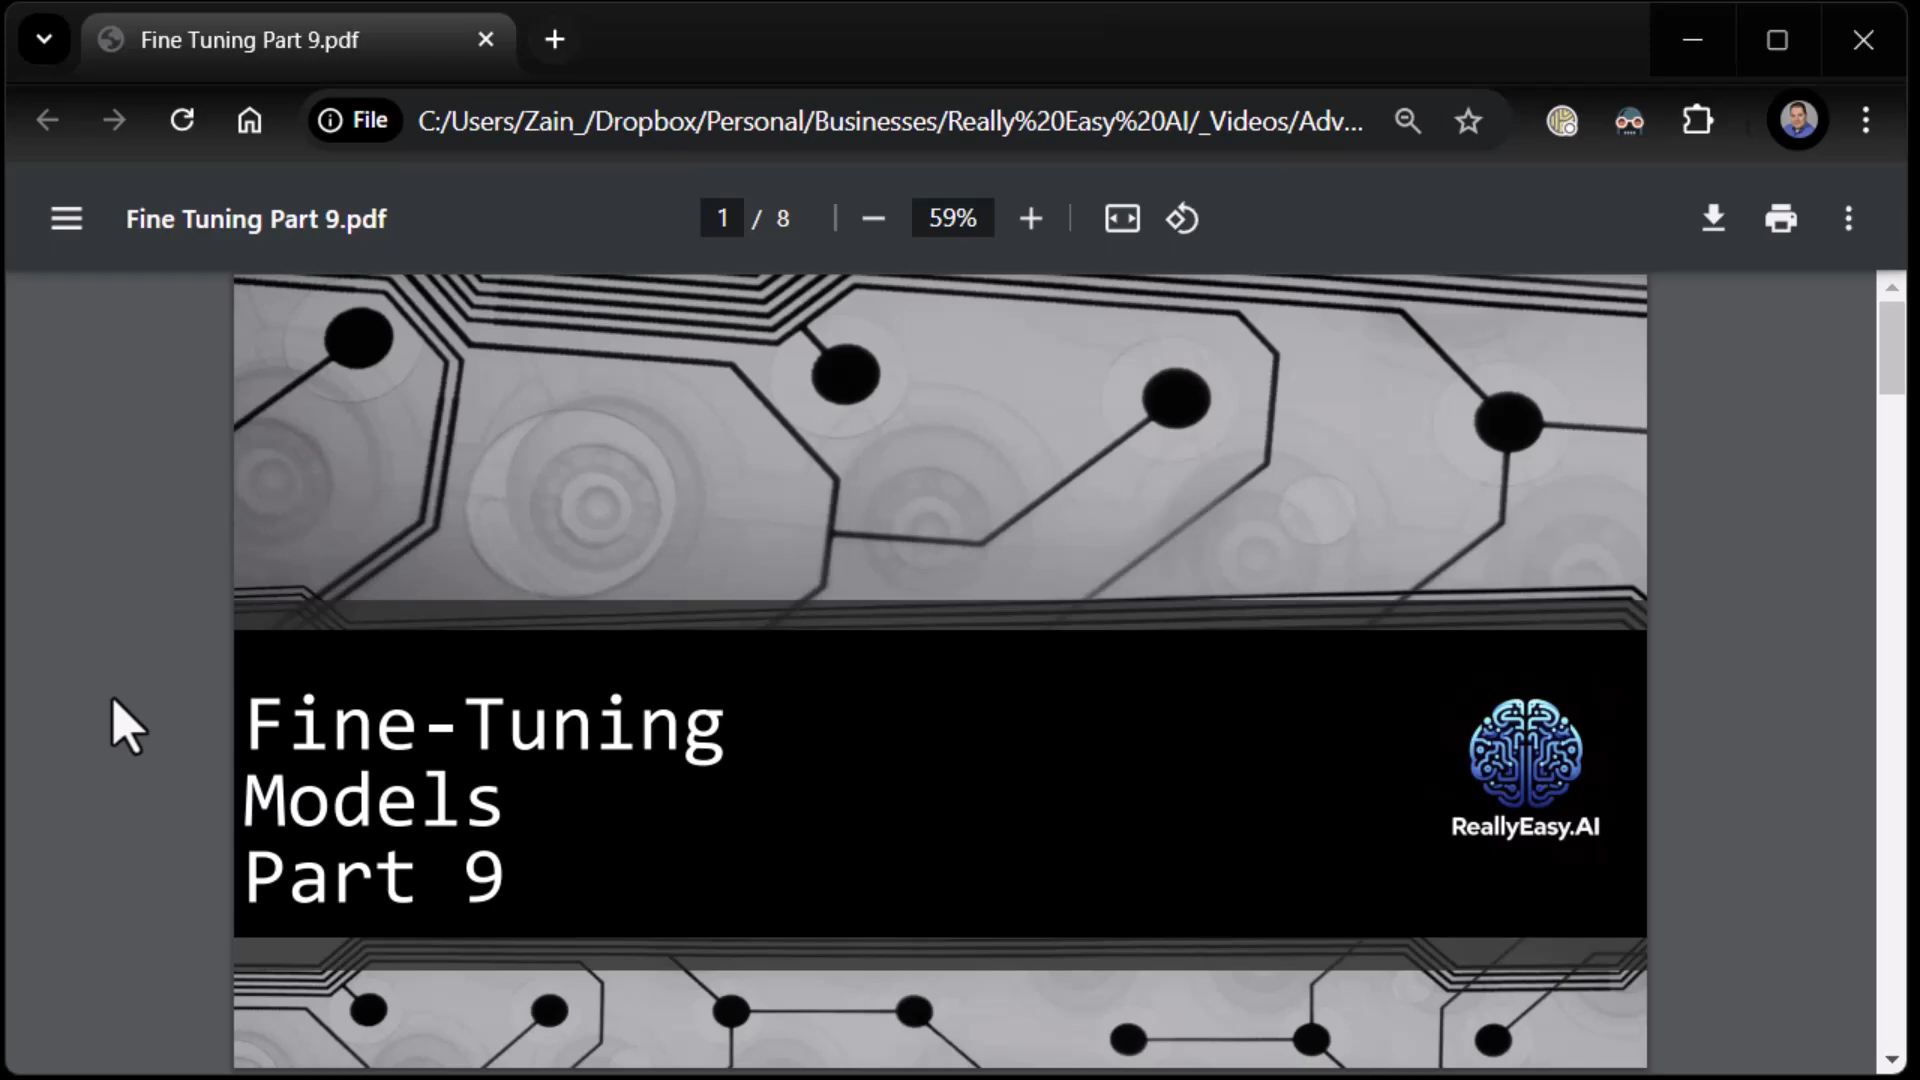 Fine Tuning Part 9.pdf
File
C:/Users/Zain_/Dropbox/Personal/Businesses/Really%20Easy%20AI/_Videos/Adv...
Fine Tuning Part 9.pdf
1 / 8
59%
Fine-Tuning
Models
Part 9
ReallyEasy.AI